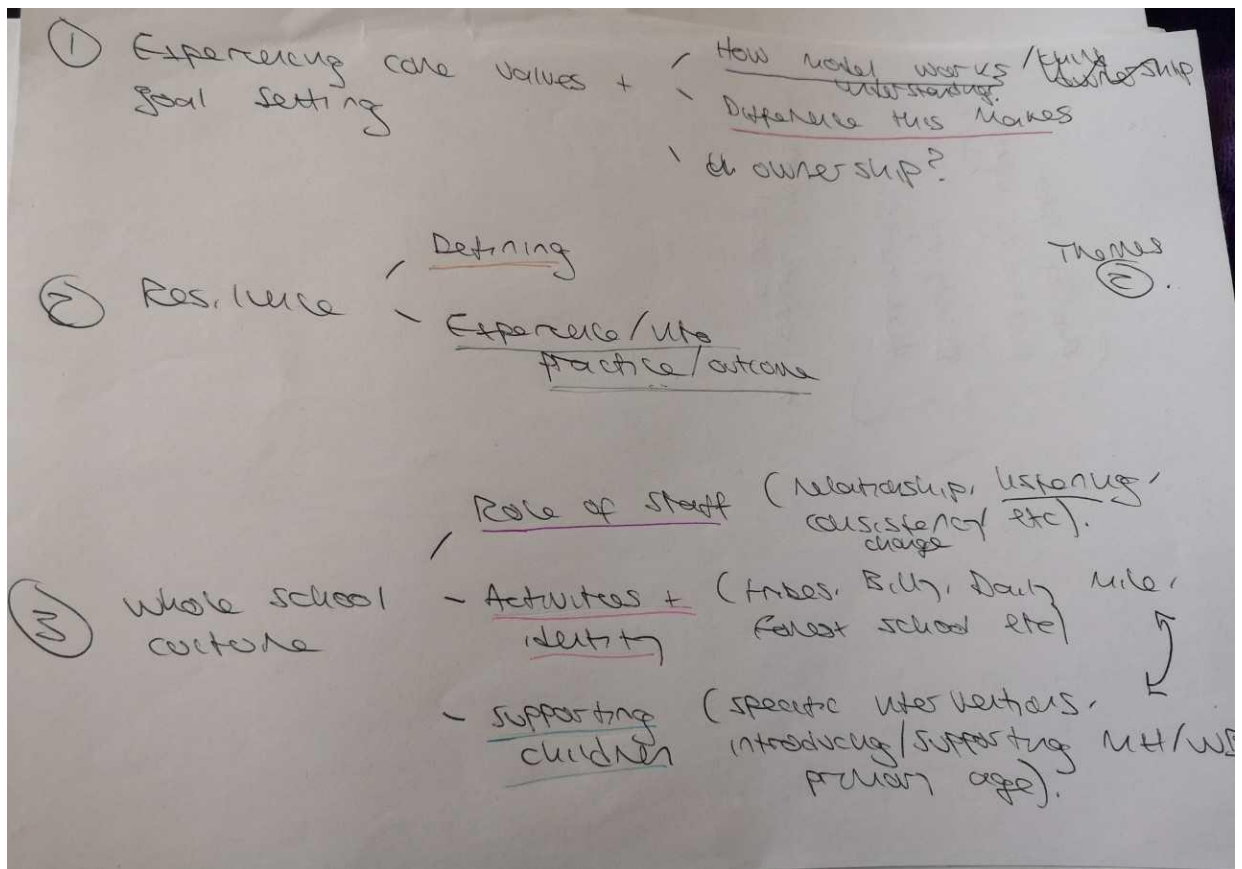 ① Experiencing core values +
goal setting
How model works /
understanding
Difference this makes
ownership?
Themes
②.
② Resilience
Defining
Experience/into
practice/outcome
③ Whole school
culture
Role of staff (relationship, listening,
consistency etc).
change
- Activities + (tribes, Billy, Daily Mile,
identity Forest school etc)
- supporting (specific interventions,
children introducing/supporting MH/WB
primary age).